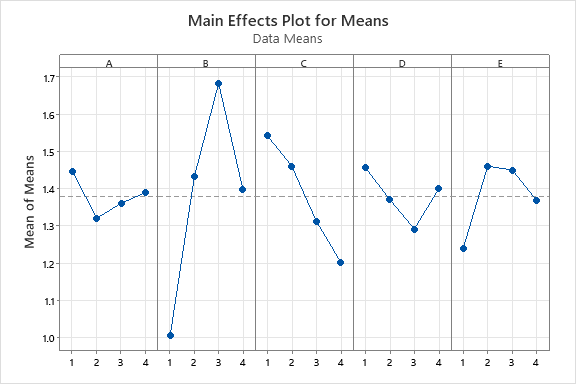 Main Effects Plot for Means
Data Means
A B C D E
Mean of Means
1.7
1.6
1.5
1.4
1.3
1.2
1.1
1.0
1 2 3 4 1 2 3 4 1 2 3 4 1 2 3 4 1 2 3 4